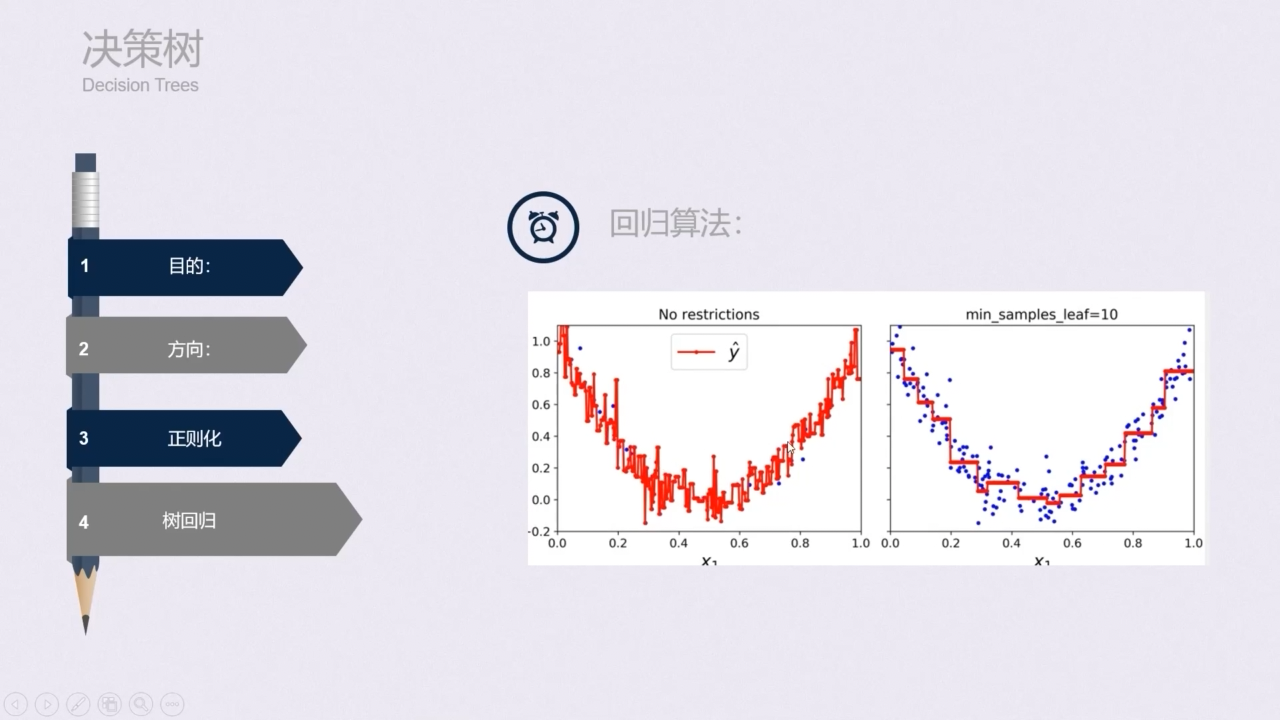 决策树
Decision Trees
1 目的：
2 方向：
3 正则化
4 树回归
回归算法：
No restrictions
ŷ
1.0
0.8
0.6
0.4
0.2
0.0
-0.2
0.0 0.2 0.4 0.6 0.8 1.0
x₁
min_samples_leaf=10
0.0 0.2 0.4 0.6 0.8 1.0
x₁